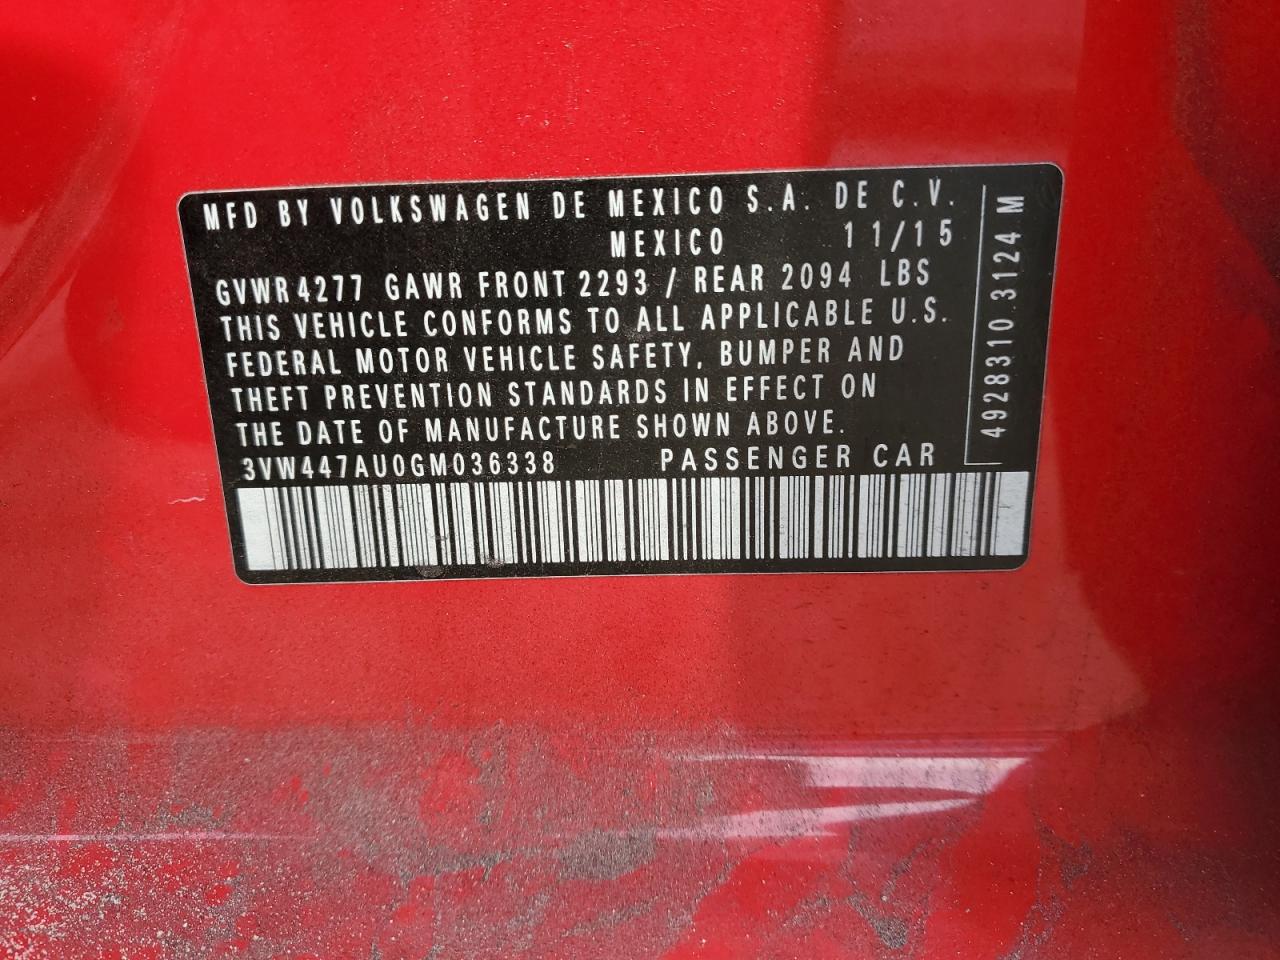 MFD BY VOLKSWAGEN DE MEXICO S.A. DE C.V.
MEXICO 11/15
GVWR 4277 GAWR FRONT 2293 / REAR 2094 LBS
THIS VEHICLE CONFORMS TO ALL APPLICABLE U.S.
FEDERAL MOTOR VEHICLE SAFETY, BUMPER AND
THEFT PREVENTION STANDARDS IN EFFECT ON
THE DATE OF MANUFACTURE SHOWN ABOVE.
3VW447AU0GM036338 PASSENGER CAR
4928310 3124 M